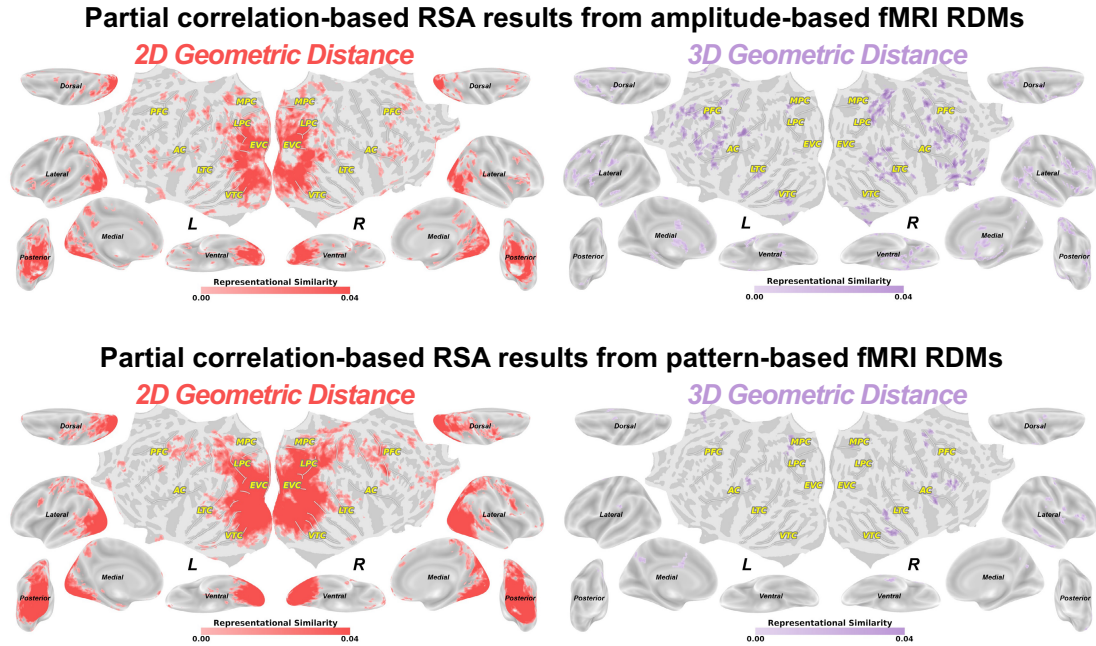 Partial correlation-based RSA results from amplitude-based fMRI RDMs
2D Geometric Distance
3D Geometric Distance
Dorsal
Dorsal
Dorsal
Dorsal
PFC
MPC
MPC
PFC
PFC
MPC
MPC
PFC
LPC
LPC
LPC
LPC
AC
EVC
EVC
AC
AC
EVC
EVC
AC
Lateral
LTC
LTC
Lateral
Lateral
LTC
LTC
Lateral
VTC
VTC
VTC
VTC
L
R
L
R
Posterior
Medial
Ventral
Ventral
Medial
Posterior
Posterior
Medial
Ventral
Ventral
Medial
Posterior
Representational Similarity
0.00
0.04
Representational Similarity
0.00
0.04
Partial correlation-based RSA results from pattern-based fMRI RDMs
2D Geometric Distance
3D Geometric Distance
Dorsal
Dorsal
Dorsal
Dorsal
PFC
MPC
MPC
PFC
PFC
MPC
MPC
PFC
LPC
LPC
LPC
LPC
AC
EVC
EVC
AC
AC
EVC
EVC
AC
Lateral
LTC
LTC
Lateral
Lateral
LTC
LTC
Lateral
VTC
VTC
VTC
VTC
L
R
L
R
Posterior
Medial
Ventral
Ventral
Medial
Posterior
Posterior
Medial
Ventral
Ventral
Medial
Posterior
Representational Similarity
0.00
0.04
Representational Similarity
0.00
0.04